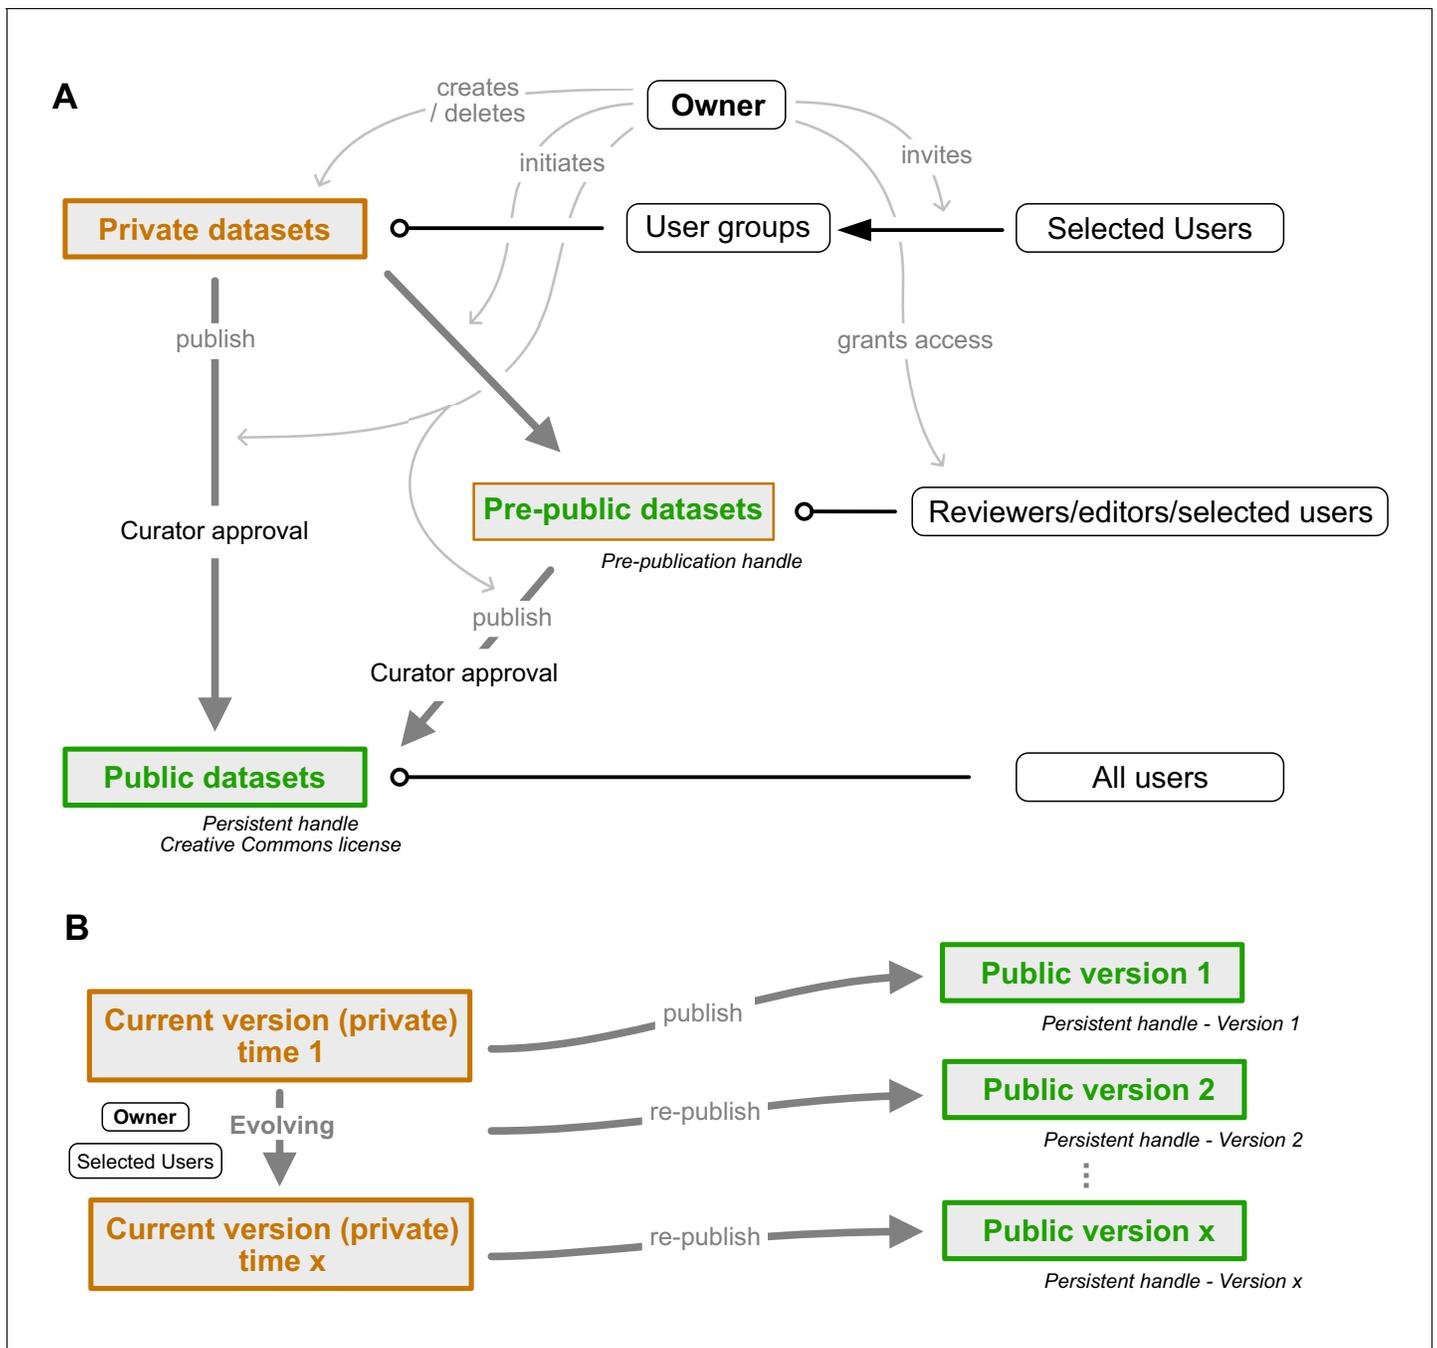 A
creates
/ deletes
Owner
initiates
invites
Private datasets
User groups
Selected Users
publish
grants access
Pre-public datasets
Reviewers/editors/selected users
Curator approval
Pre-publication handle
publish
Curator approval
Public datasets
All users
Persistent handle
Creative Commons license
B
Public version 1
Current version (private)
time 1
publish
Persistent handle - Version 1
Public version 2
Owner
Evolving
re-publish
Persistent handle - Version 2
Selected Users
Current version (private)
time x
re-publish
Public version x
Persistent handle - Version x